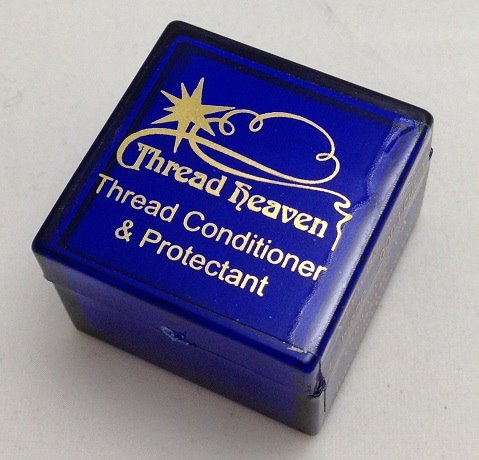 Thread Heaven
Thread Conditioner
& Protectant